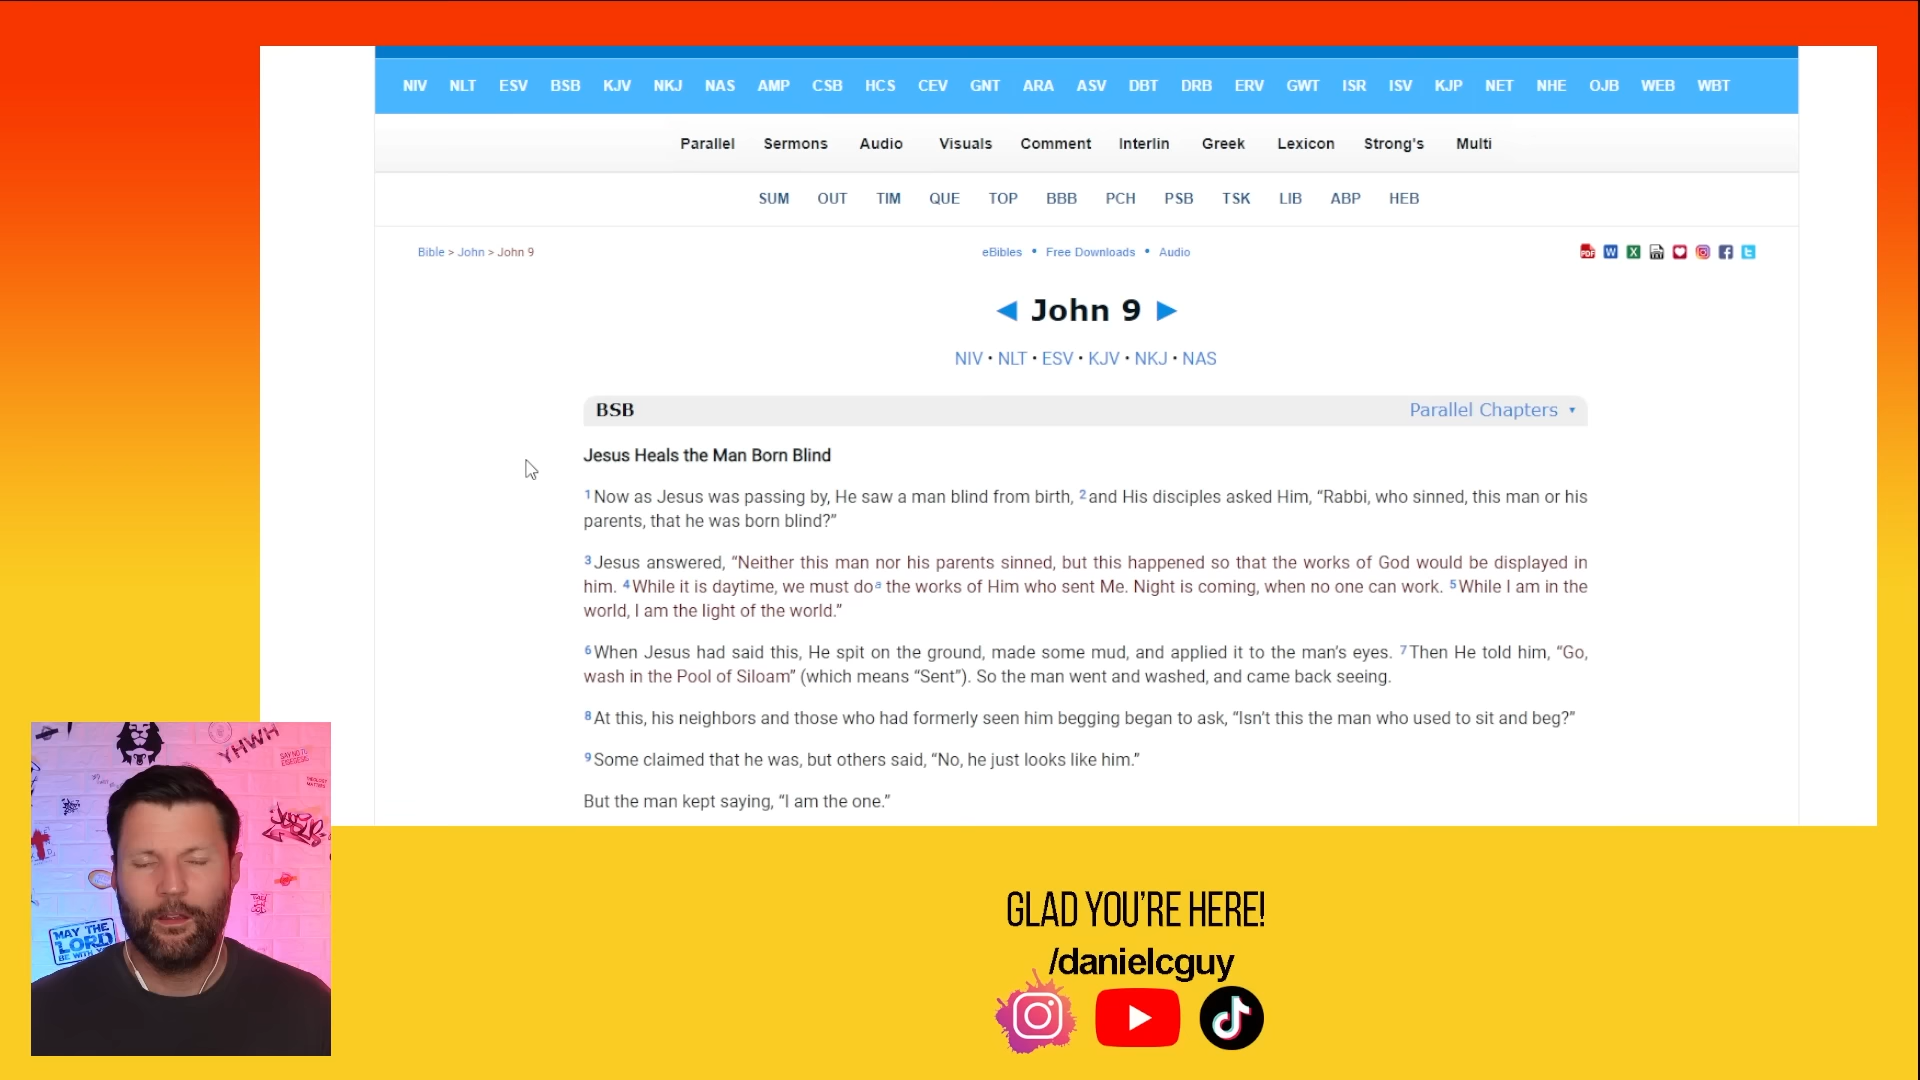 NIV NLT ESV BSB KJV NKJ NAS AMP CSB HCS CEV GNT ARA ASV DBT DRB ERV GWT ISR ISV KJP NET NHE OJB WEB WBT
Parallel Sermons Audio Visuals Comment Interlin Greek Lexicon Strong's Multi
SUM OUT TIM QUE TOP BBB PCH PSB TSK LIB ABP HEB
Bible > John > John 9
eBibles • Free Downloads • Audio
◄ John 9 ►
NIV • NLT • ESV • KJV • NKJ • NAS
BSB
Parallel Chapters ▾
Jesus Heals the Man Born Blind
1 Now as Jesus was passing by, He saw a man blind from birth, 2 and His disciples asked Him, “Rabbi, who sinned, this man or his
parents, that he was born blind?”
3 Jesus answered, “Neither this man nor his parents sinned, but this happened so that the works of God would be displayed in
him. 4 While it is daytime, we must do a the works of Him who sent Me. Night is coming, when no one can work. 5 While I am in the
world, I am the light of the world.”
6 When Jesus had said this, He spit on the ground, made some mud, and applied it to the man’s eyes. 7 Then He told him, “Go,
wash in the Pool of Siloam” (which means “Sent”). So the man went and washed, and came back seeing.
8 At this, his neighbors and those who had formerly seen him begging began to ask, “Isn’t this the man who used to sit and beg?”
9 Some claimed that he was, but others said, “No, he just looks like him.”
But the man kept saying, “I am the one.”
YHWH
MAY THE
LORD
BE WITH
GLAD YOU’RE HERE!
/danielcguy